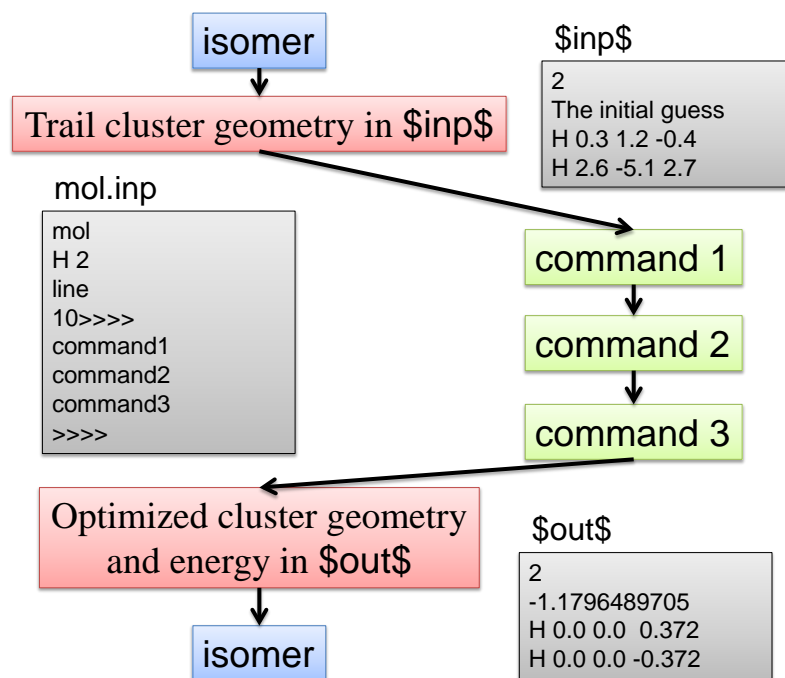 isomer
Trail cluster geometry in $inp$
$inp$
2
The initial guess
H 0.3 1.2 -0.4
H 2.6 -5.1 2.7
mol.inp
mol
H 2
line
10>>>>
command1
command2
command3
>>>>
command 1
command 2
command 3
Optimized cluster geometry
and energy in $out$
isomer
$out$
2
-1.1796489705
H 0.0 0.0  0.372
H 0.0 0.0 -0.372